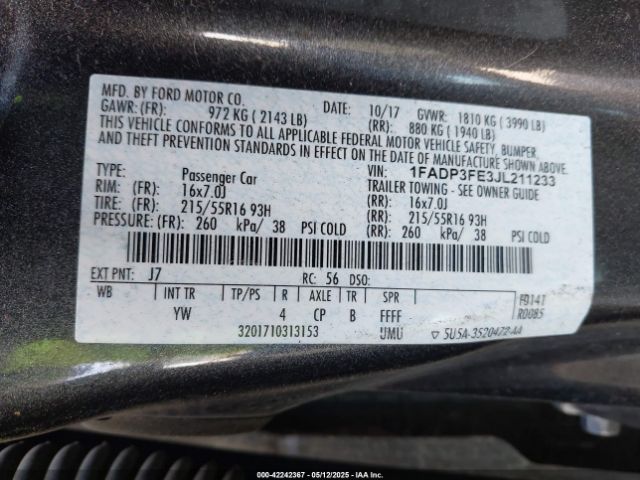 MFD. BY FORD MOTOR CO. DATE: 10/17 GVWR: 1810 KG ( 3990 LB)
GAWR: (FR): 972 KG ( 2143 LB) (RR): 880 KG ( 1940 LB)
THIS VEHICLE CONFORMS TO ALL APPLICABLE FEDERAL MOTOR VEHICLE SAFETY, BUMPER,
AND THEFT PREVENTION STANDARDS IN EFFECT ON THE DATE OF MANUFACTURE SHOWN ABOVE.
VIN: 1FADP3FE3JL211233
TYPE: Passenger Car TRAILER TOWING - SEE OWNER GUIDE
RIM: (FR) 16x7.0J (RR) 16x7.0J
TIRE: (FR) 215/55R16 93H (RR) 215/55R16 93H
PRESSURE: (FR) 260 kPa/ 38 PSI COLD (RR) 260 kPa/ 38 PSI COLD
EXT PNT: J7 RC: 56 DSO:
WB INT TR TP/PS R AXLE TR SPR
YW 4 CP B FFFF
F0141
R0085
3201710313153 UMU ▽ 5U5A-3520472-AA
000-42242367 - 05/12/2025 - IAA Inc.